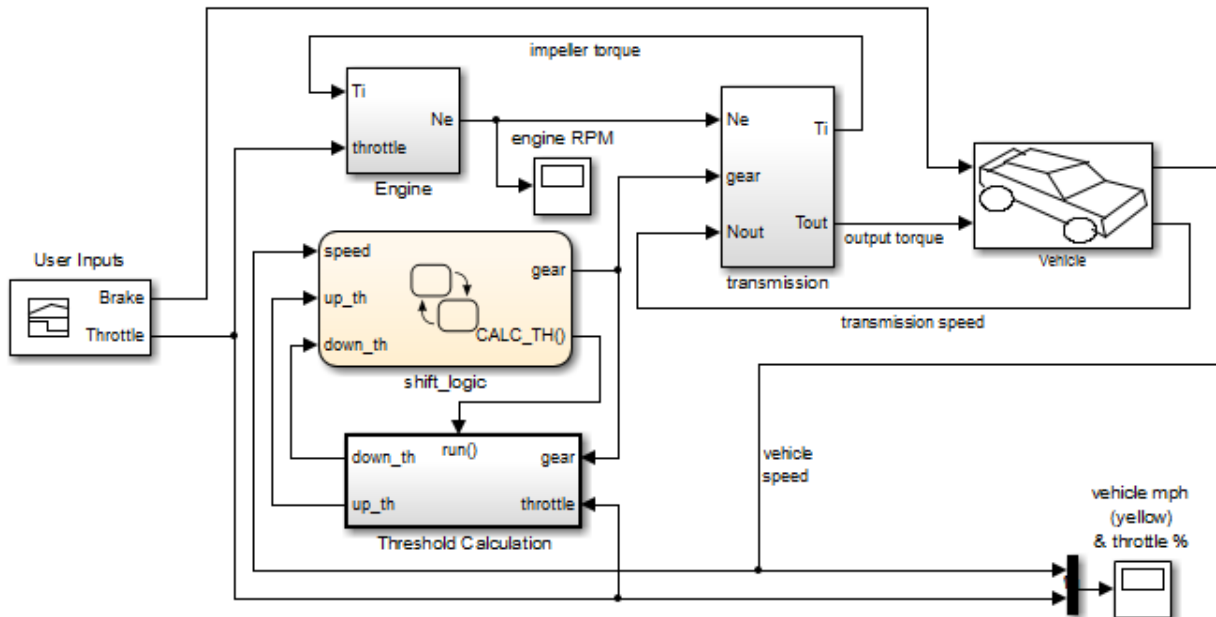 impeller torque
Ti
Ne
throttle
Engine
engine RPM
Ne
Ti
gear
Nout
Tout
transmission
output torque
Vehicle
transmission speed
User Inputs
Brake
Throttle
speed
gear
up_th
CALC_TH()
down_th
shift_logic
run()
down_th
gear
up_th
throttle
Threshold Calculation
vehicle
speed
vehicle mph
(yellow)
& throttle %